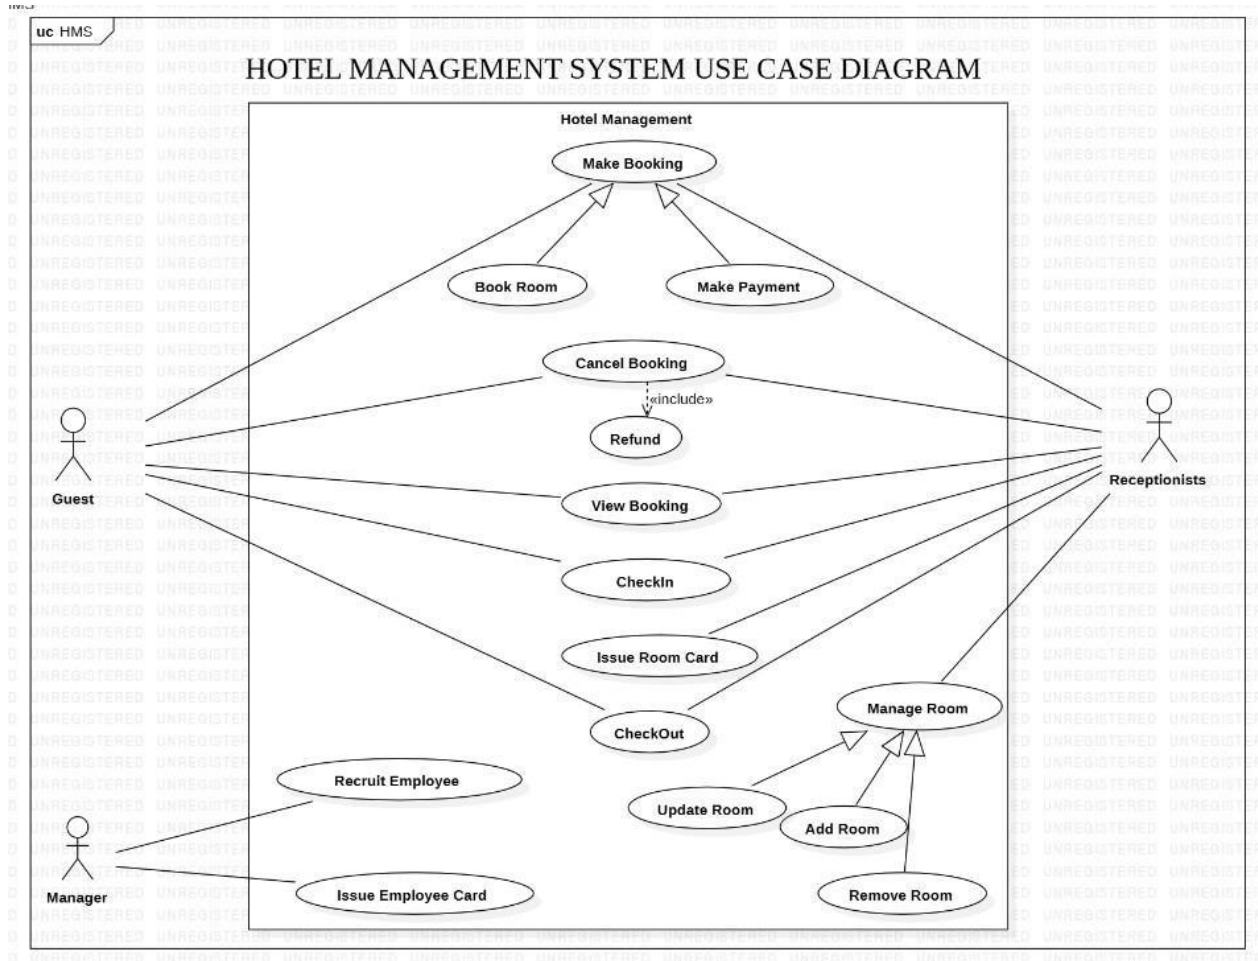 HMS
uc HMS
HOTEL MANAGEMENT SYSTEM USE CASE DIAGRAM
Hotel Management
Make Booking
Book Room
Make Payment
Cancel Booking
«include»
Refund
Guest
Receptionists
View Booking
CheckIn
Issue Room Card
Manage Room
CheckOut
Recruit Employee
Update Room
Add Room
Manager
Issue Employee Card
Remove Room
UNREGISTERED